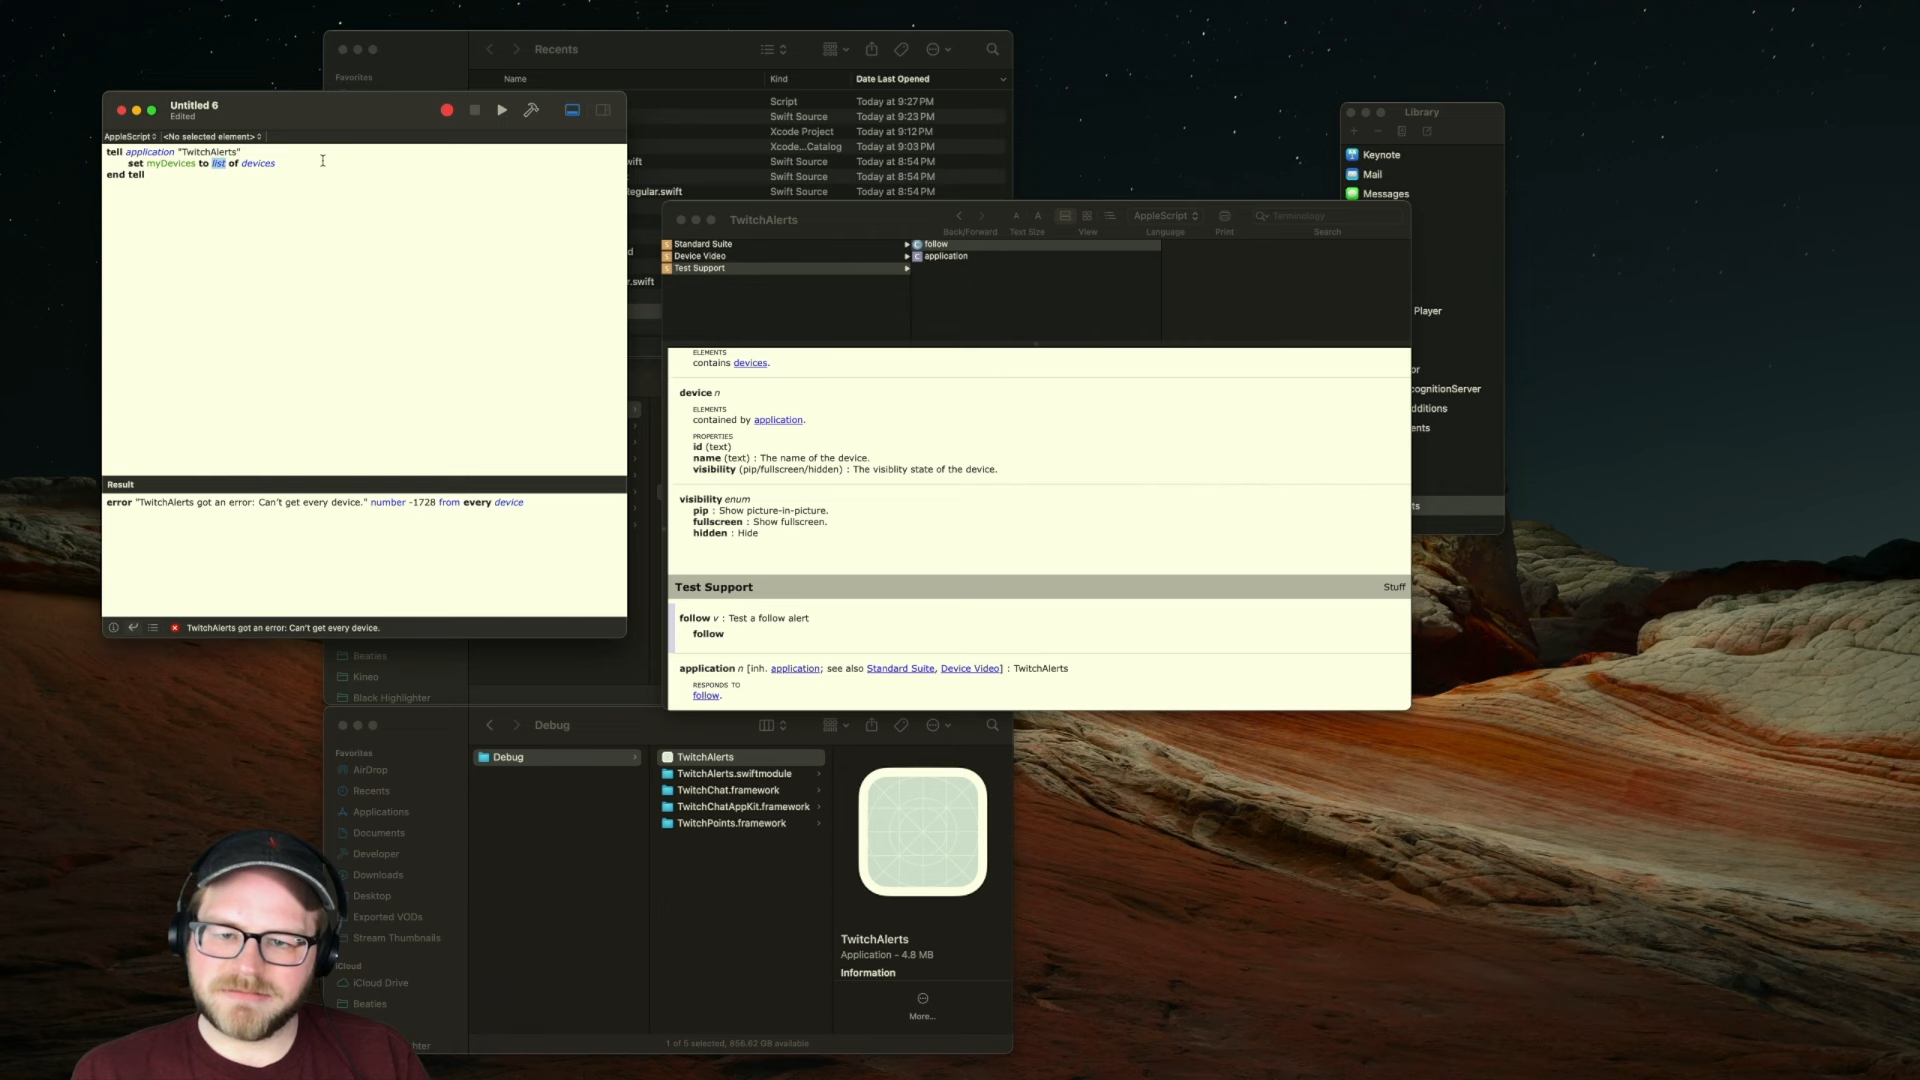 Recents
Favorites
Name
Kind
Date Last Opened
Script
Today at 9:27 PM
Swift Source
Today at 9:23 PM
Xcode Project
Today at 9:12 PM
Xcode...Catalog
Today at 9:03 PM
Swift Source
Today at 8:54 PM
Swift Source
Today at 8:54 PM
egular.swift
Swift Source
Today at 8:54 PM
Untitled 6
Edited
AppleScript
<No selected element>
tell application "TwitchAlerts"
set myDevices to list of devices
end tell
Result
error "TwitchAlerts got an error: Can't get every device." number -1728 from every device
TwitchAlerts got an error: Can't get every device.
Library
Keynote
Mail
Messages
Player
ognitionServer
dditions
ents
TwitchAlerts
Back/Forward
A A
Text Size
View
AppleScript
Language
Print
Terminology
Search
S Standard Suite
S Device Video
S Test Support
C follow
C application
ELEMENTS
contains devices.
device n
ELEMENTS
contained by application.
PROPERTIES
id (text)
name (text) : The name of the device.
visibility (pip/fullscreen/hidden) : The visiblity state of the device.
visibility enum
pip : Show picture-in-picture.
fullscreen : Show fullscreen.
hidden : Hide
Test Support
Stuff
follow v : Test a follow alert
follow
application n [inh. application; see also Standard Suite, Device Video] : TwitchAlerts
RESPONDS TO
follow.
Beaties
Kineo
Black Highlighter
Debug
Favorites
AirDrop
Recents
Applications
Documents
Developer
Downloads
Desktop
Exported VODs
Stream Thumbnails
iCloud
iCloud Drive
Beaties
hter
Debug
TwitchAlerts
TwitchAlerts.swiftmodule
TwitchChat.framework
TwitchChatAppKit.framework
TwitchPoints.framework
TwitchAlerts
Application - 4.8 MB
Information
More...
1 of 5 selected, 856.62 GB available